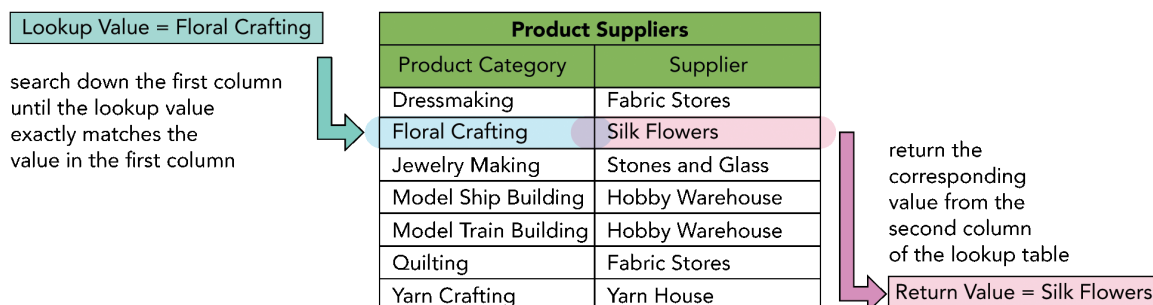 Lookup Value = Floral Crafting
search down the first column
until the lookup value
exactly matches the
value in the first column
Product Suppliers
Product Category Supplier
Dressmaking Fabric Stores
Floral Crafting Silk Flowers
Jewelry Making Stones and Glass
Model Ship Building Hobby Warehouse
Model Train Building Hobby Warehouse
Quilting Fabric Stores
Yarn Crafting Yarn House
return the
corresponding
value from the
second column
of the lookup table
Return Value = Silk Flowers